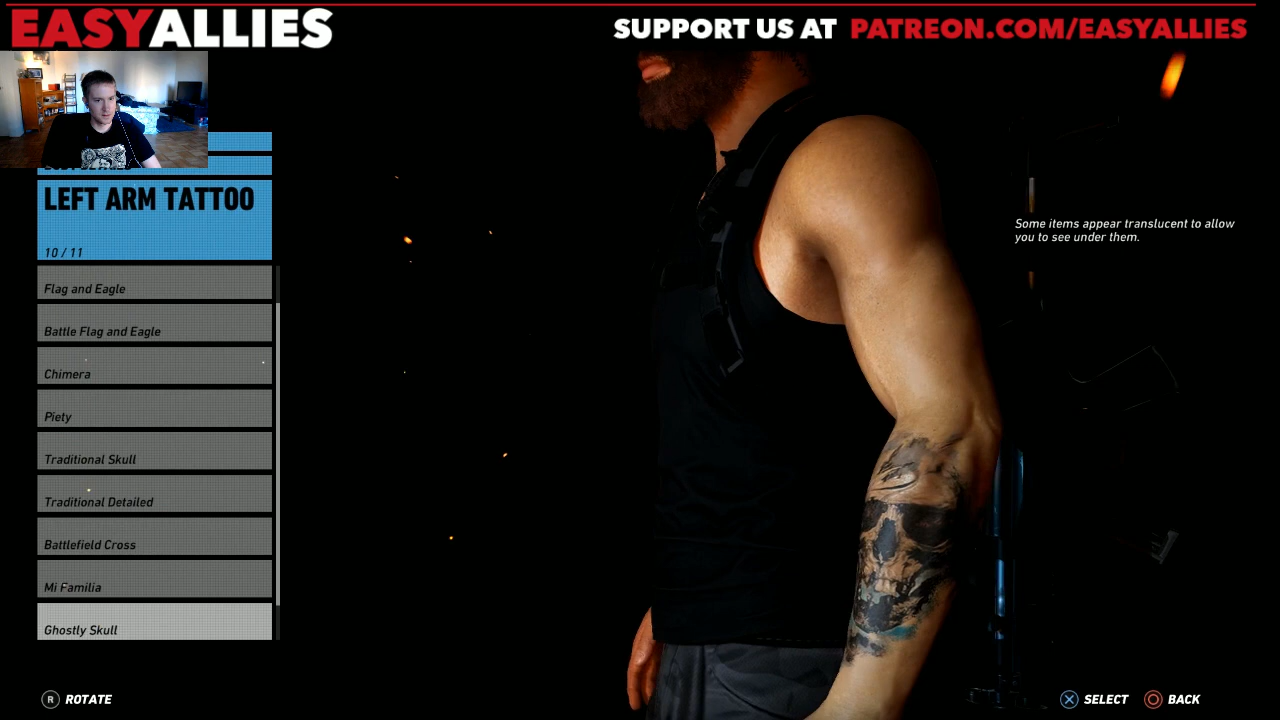 EASYALLIES
SUPPORT US AT PATREON.COM/EASYALLIES
LEFT ARM TATTOO
10 / 11
Flag and Eagle
Battle Flag and Eagle
Chimera
Piety
Traditional Skull
Traditional Detailed
Battlefield Cross
Mi Familia
Ghostly Skull
Some items appear translucent to allow
you to see under them.
R ROTATE
SELECT
BACK